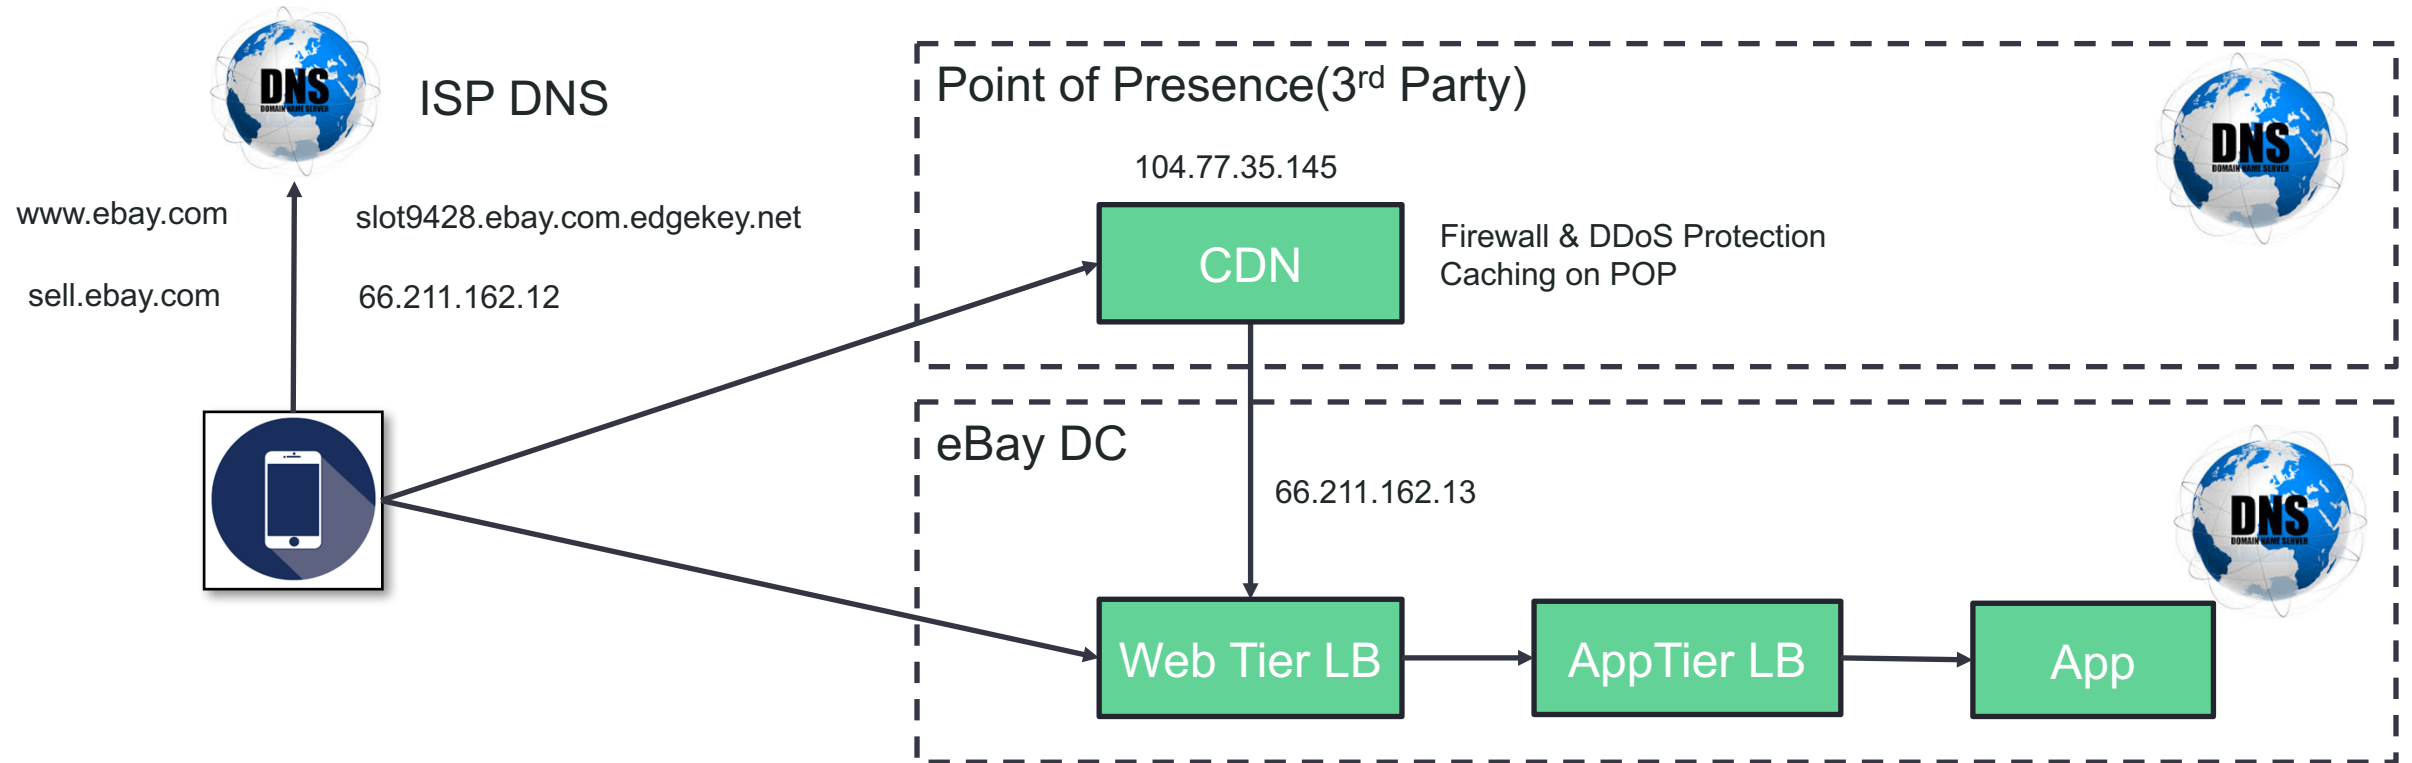 DNS
DOMAIN NAME SERVER
ISP DNS
www.ebay.com
slot9428.ebay.com.edgekey.net
sell.ebay.com
66.211.162.12
Point of Presence(3rd Party)
104.77.35.145
CDN
Firewall & DDoS Protection
Caching on POP
DNS
DOMAIN NAME SERVER
eBay DC
66.211.162.13
DNS
DOMAIN NAME SERVER
Web Tier LB
AppTier LB
App